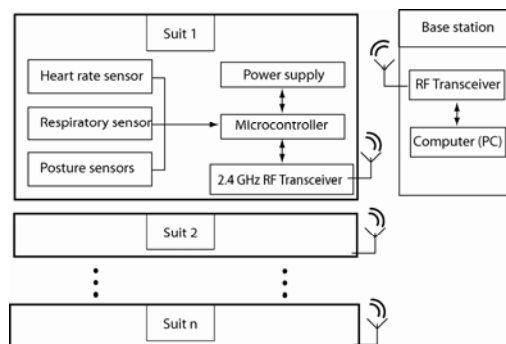 Suit 1
Heart rate sensor
Respiratory sensor
Posture sensors
Power supply
Microcontroller
2.4 GHz RF Transceiver
Base station
RF Transceiver
Computer (PC)
Suit 2
Suit n